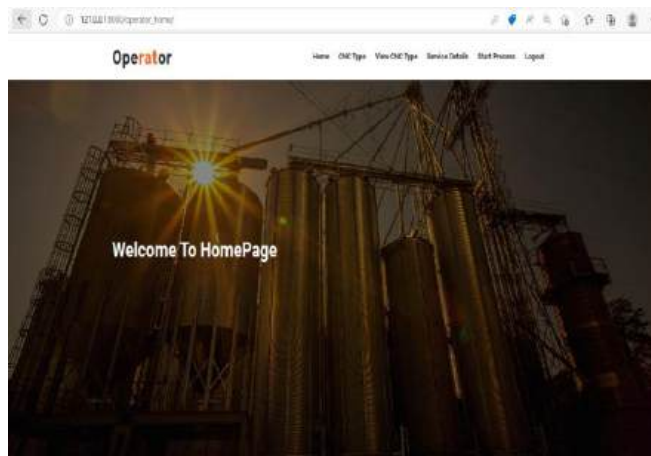 Operator
Home CNC Type View CNC Type Service Details Start Process Logout
Welcome To HomePage